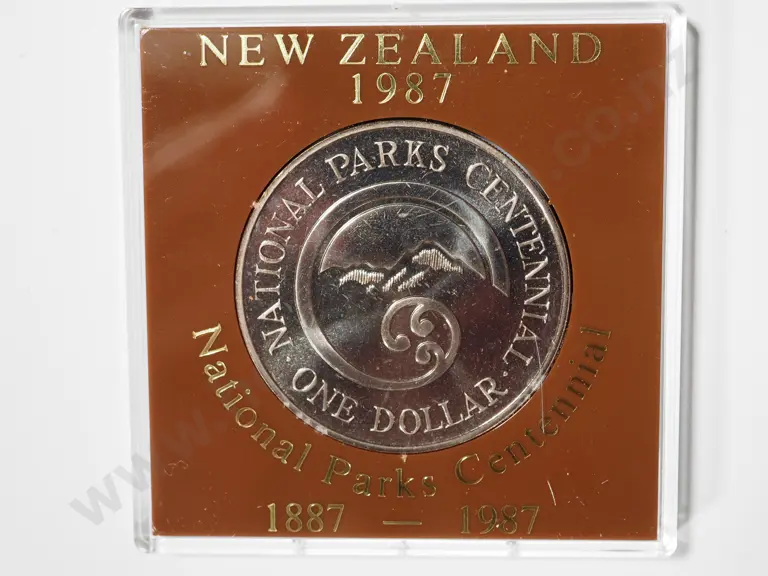 NEW ZEALAND
1987
NATIONAL PARKS CENTENNIAL.
ONE DOLLAR
National Parks Centennial
1887 — 1987